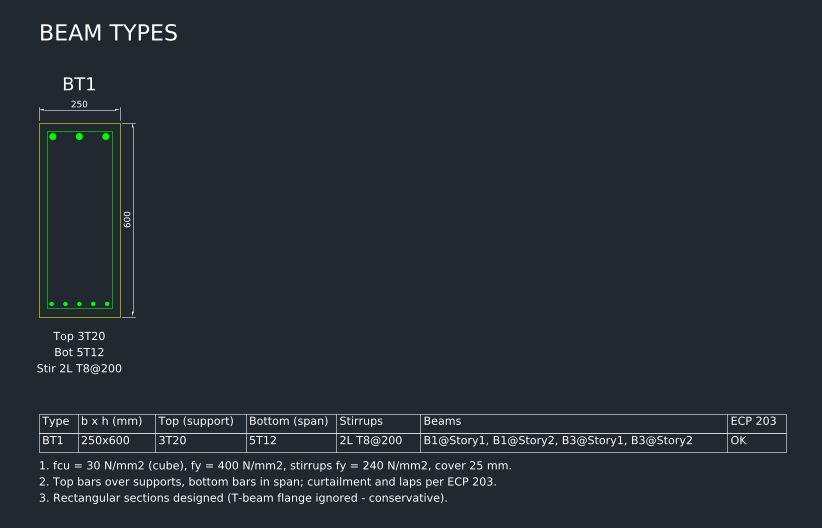 BEAM TYPES
BT1
250
600
Top 3T20
Bot 5T12
Stir 2L T8@200
Type b x h (mm) Top (support) Bottom (span) Stirrups Beams ECP 203
BT1 250x600 3T20 5T12 2L T8@200 B1@Story1, B1@Story2, B3@Story1, B3@Story2 OK
1. fcu = 30 N/mm2 (cube), fy = 400 N/mm2, stirrups fy = 240 N/mm2, cover 25 mm.
2. Top bars over supports, bottom bars in span; curtailment and laps per ECP 203.
3. Rectangular sections designed (T-beam flange ignored - conservative).